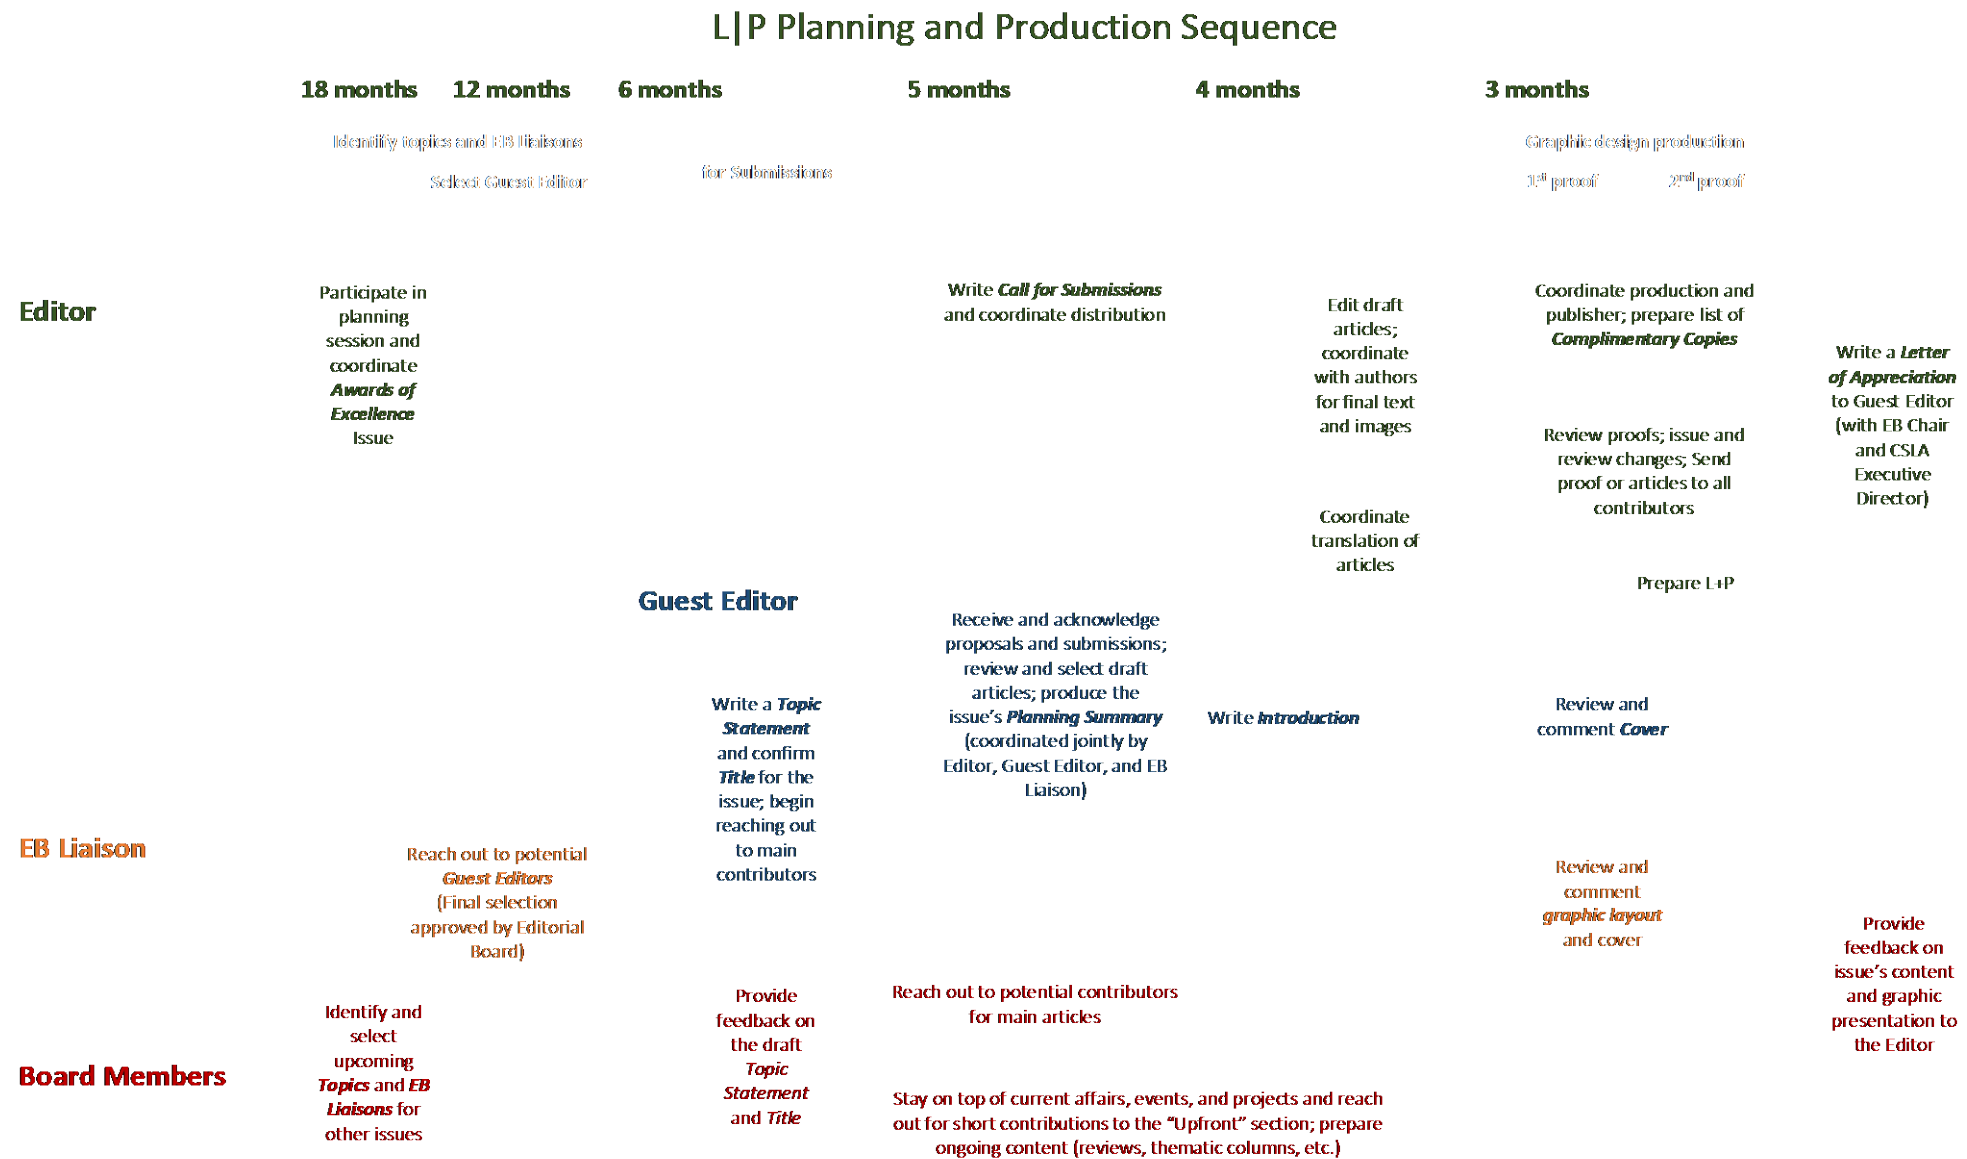 L|P Planning and Production Sequence
18 months 12 months 6 months 5 months 4 months 3 months
Identify topics and EB Liaisons
Select Guest Editor
for Submissions
Graphic design production
1st proof 2nd proof
Editor
Participate in
planning
session and
coordinate
Awards of
Excellence
Issue
Write Call for Submissions
and coordinate distribution
Edit draft
articles;
coordinate
with authors
for final text
and images
Coordinate
translation of
articles
Coordinate production and
publisher; prepare list of
Complimentary Copies
Review proofs; issue and
review changes; Send
proof or articles to all
contributors
Prepare L+P
Write a Letter
of Appreciation
to Guest Editor
(with EB Chair
and CSLA
Executive
Director)
Guest Editor
Write a Topic
Statement
and confirm
Title for the
issue; begin
reaching out
to main
contributors
Receive and acknowledge
proposals and submissions;
review and select draft
articles; produce the
issue's Planning Summary
(coordinated jointly by
Editor, Guest Editor, and EB
Liaison)
Write Introduction
Review and
comment Cover
EB Liaison
Reach out to potential
Guest Editors
(Final selection
approved by Editorial
Board)
Review and
comment
graphic layout
and cover
Board Members
Identify and
select
upcoming
Topics and EB
Liaisons for
other issues
Provide
feedback on
the draft
Topic
Statement
and Title
Reach out to potential contributors
for main articles
Stay on top of current affairs, events, and projects and reach
out for short contributions to the "Upfront" section; prepare
ongoing content (reviews, thematic columns, etc.)
Provide
feedback on
issue's content
and graphic
presentation to
the Editor